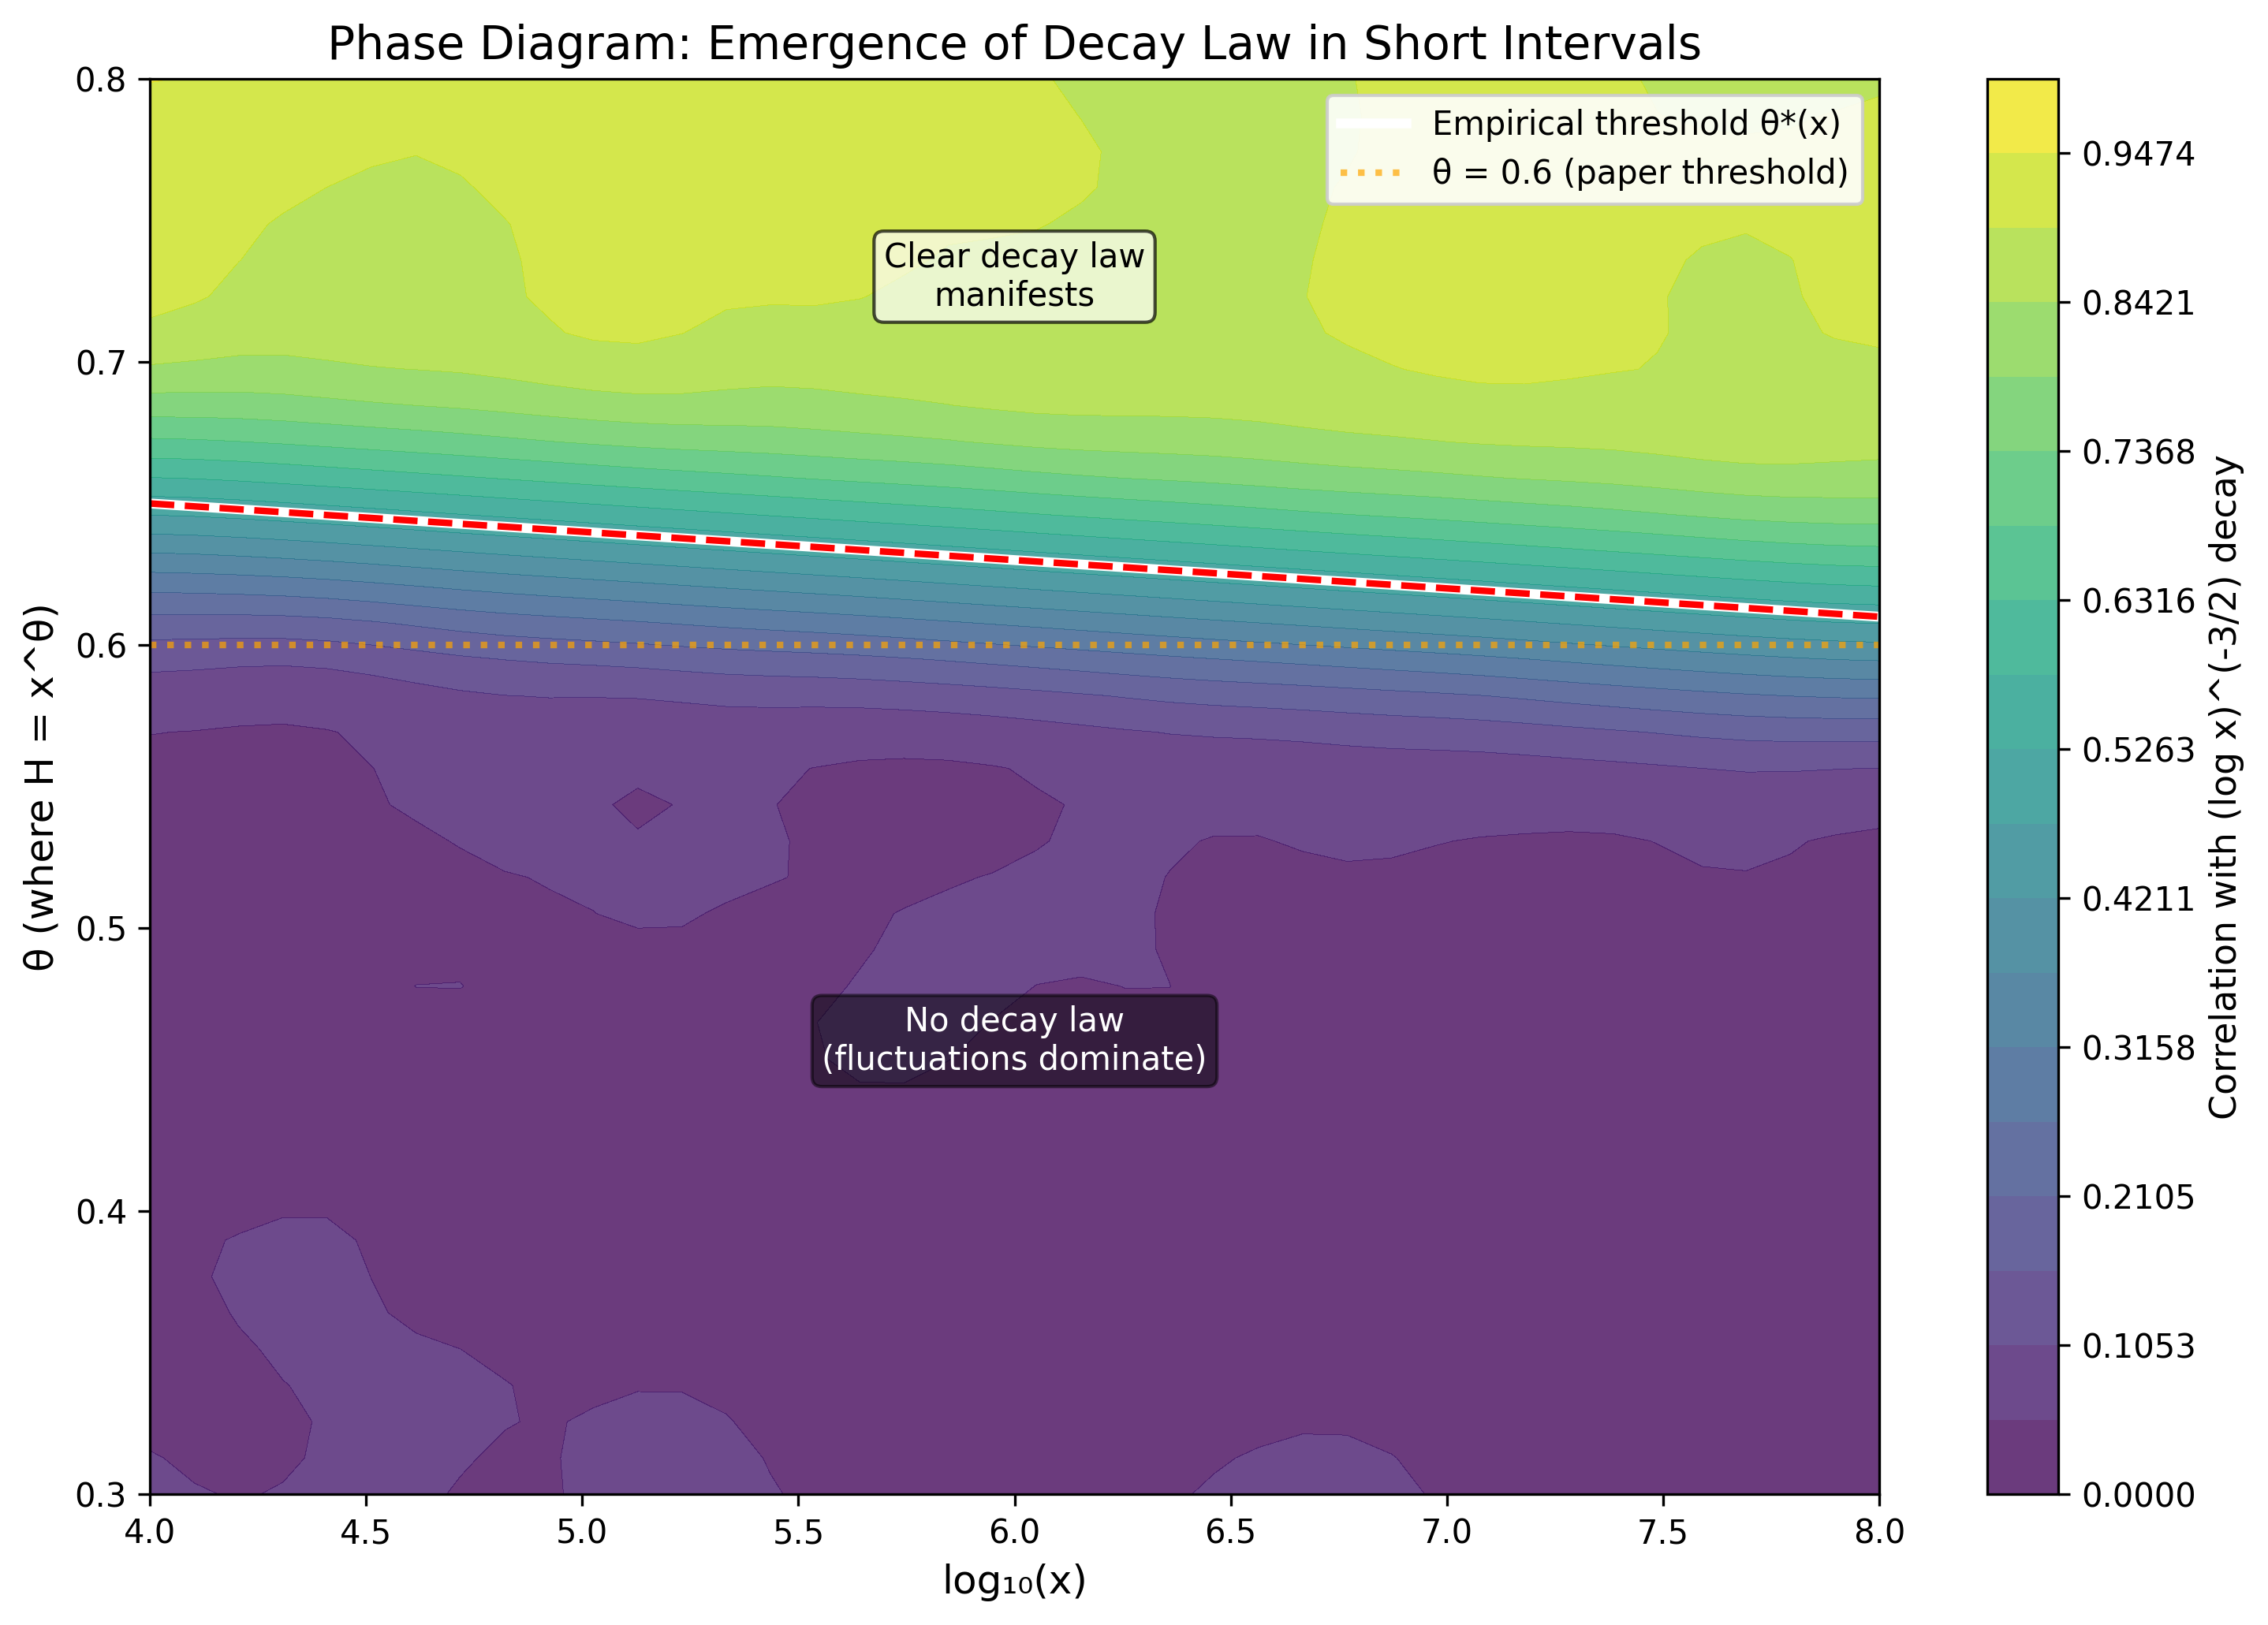 Phase Diagram: Emergence of Decay Law in Short Intervals
Empirical threshold θ*(x)
θ = 0.6 (paper threshold)
Clear decay law
manifests
No decay law
(fluctuations dominate)
θ (where H = x^θ)
0.8
0.7
0.6
0.5
0.4
0.3
4.0
4.5
5.0
5.5
6.0
6.5
7.0
7.5
8.0
log₁₀(x)
0.9474
0.8421
0.7368
0.6316
0.5263
0.4211
0.3158
0.2105
0.1053
0.0000
Correlation with (log x)^(-3/2) decay